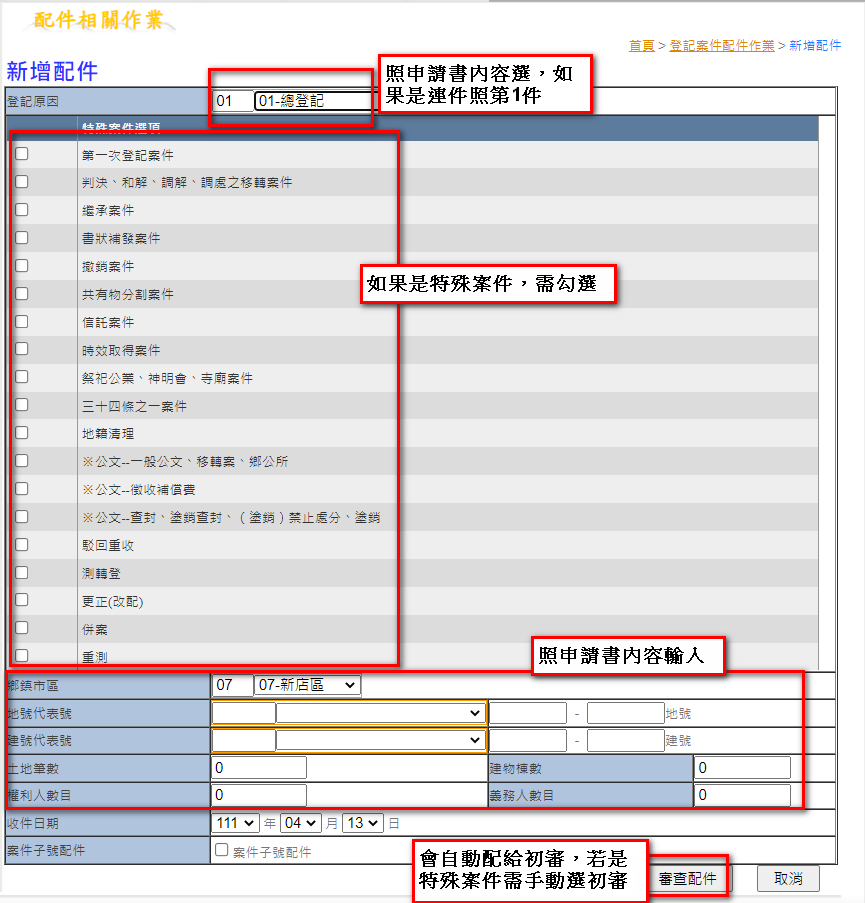 配件相關作業
首頁 > 登記案件配件作業 > 新增配件
新增配件
照申請書內容選，如
果是連件照第1件
登記原因 01 01-總登記
特殊案件選項
第一次登記案件
判決、和解、調解、調處之移轉案件
繼承案件
書狀補發案件
撤銷案件
如果是特殊案件，需勾選
共有物分割案件
信託案件
時效取得案件
祭祀公業、神明會、寺廟案件
三十四條之一案件
地籍清理
※公文--一般公文、移轉案、鄉公所
※公文--徵收補償費
※公文--查封、塗銷查封、（塗銷）禁止處分、塗銷
駁回重收
測轉登
更正(改配)
併案
重測
照申請書內容輸入
鄉鎮市區 07 07-新店區
地號代表號 - 地號
建號代表號 - 建號
土地筆數 0 建物棟數 0
權利人數目 0 義務人數目 0
收件日期 111 年 04 月 13 日
案件子號配件 案件子號配件
會自動配給初審，若是
特殊案件需手動選初審
審查配件 取消